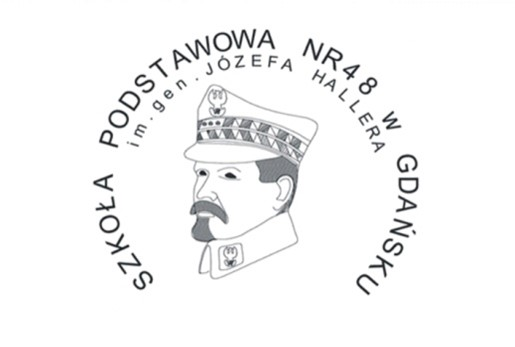 SZKOŁA PODSTAWOWA NR48 W GDAŃSKU
im. gen. JÓZEFA HALLERA